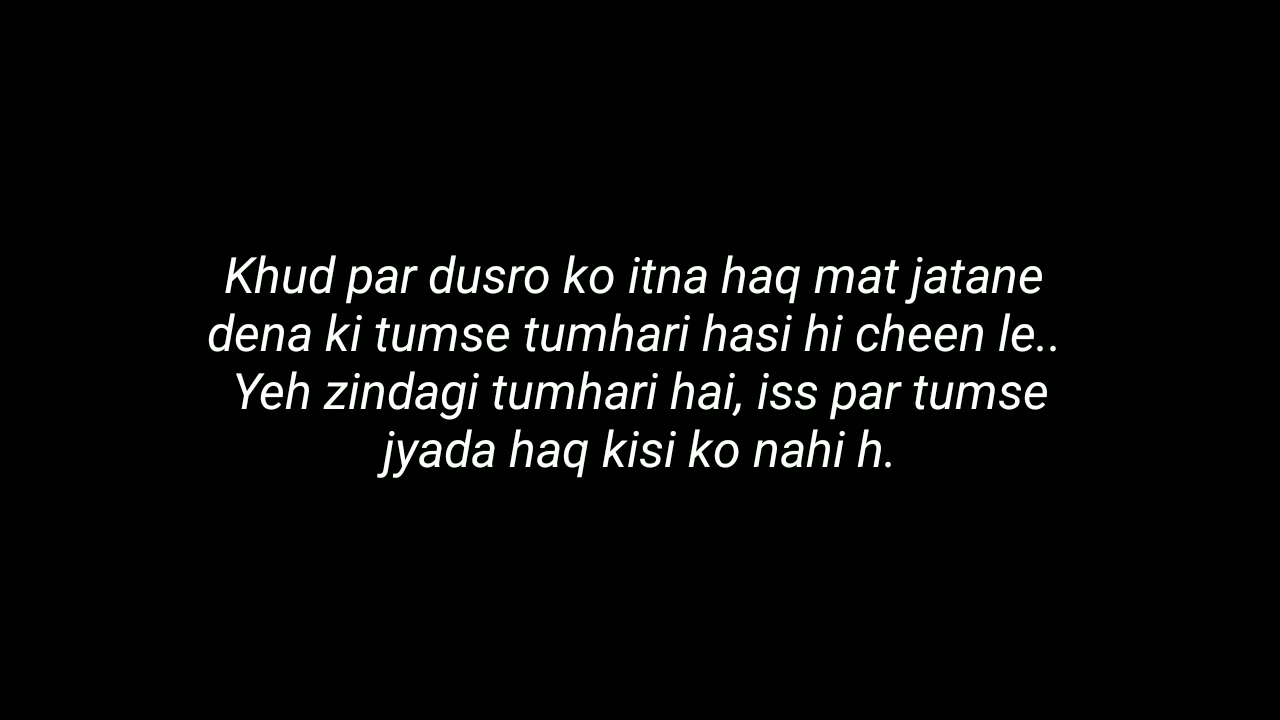 Khud par dusro ko itna haq mat jatane
dena ki tumse tumhari hasi hi cheen le..
Yeh zindagi tumhari hai, iss par tumse
jyada haq kisi ko nahi h.